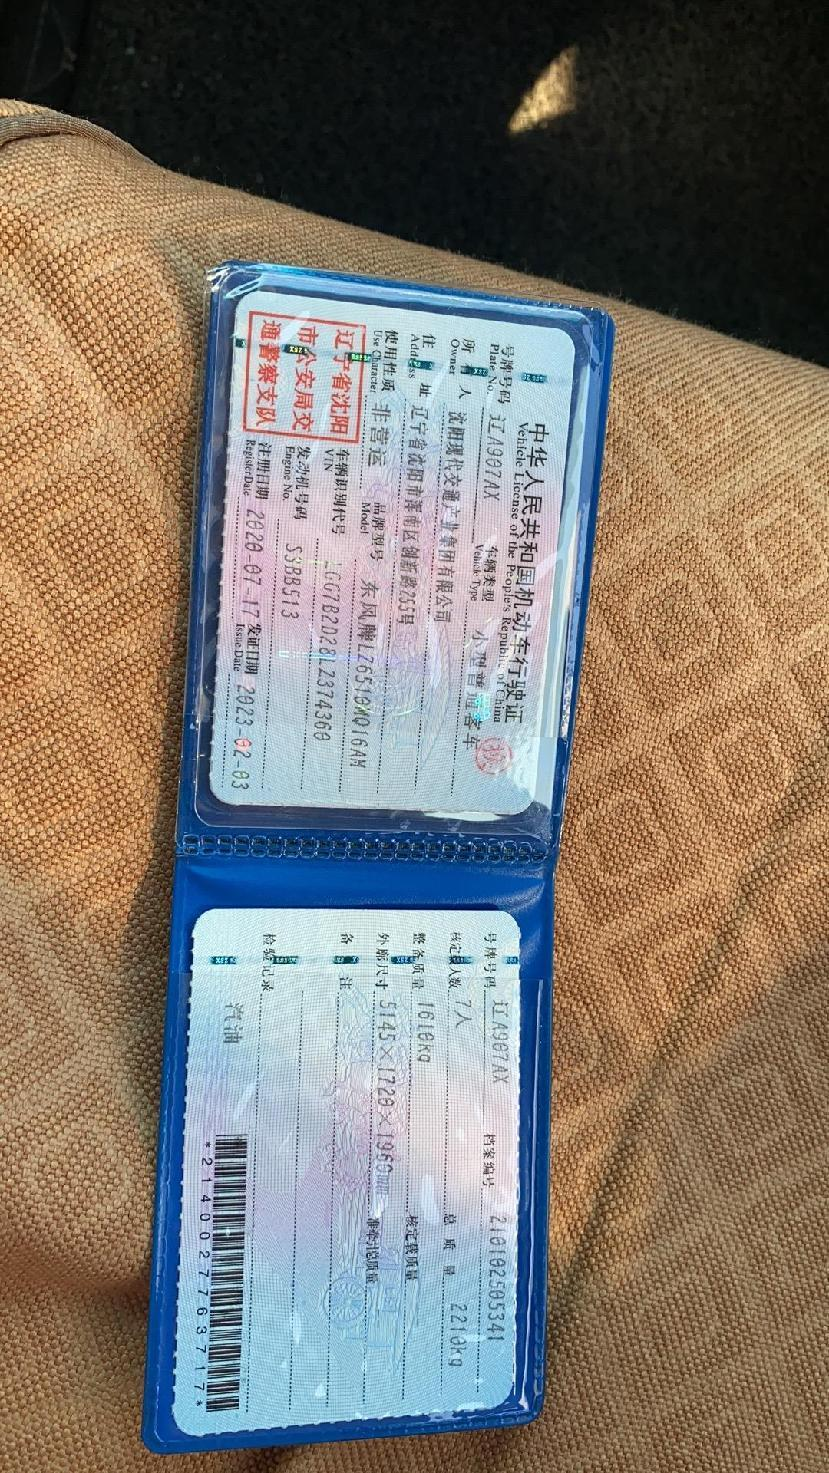 中华人民共和国机动车行驶证
Vehicle License of the People's Republic of China
号牌号码 辽A907AX 车辆类型 小型普通客车
Plate No. Vehicle Type
所有人 沈阳现代交通产业集团有限公司
Owner
住址 辽宁省沈阳市浑南区创新路255号
Address
使用性质 非营运 品牌型号 东风牌LZ6510MQ16AM
Use Character Model
辽宁省沈阳
市公安局交
通警察支队
车辆识别代号
VIN
发动机号码 S3BB513
Engine No.
注册日期 2020-07-17 发证日期 2023-02-03
Register Date Issue Date
号牌号码 辽A907AX 档案编号 210102505341
核定载人数 7人 总质量 2210kg
整备质量 1610kg 核定载质量
外廓尺寸 5145×1720×1960mm 准牵引总质量
备注
检验记录
汽油
*2140027763717*